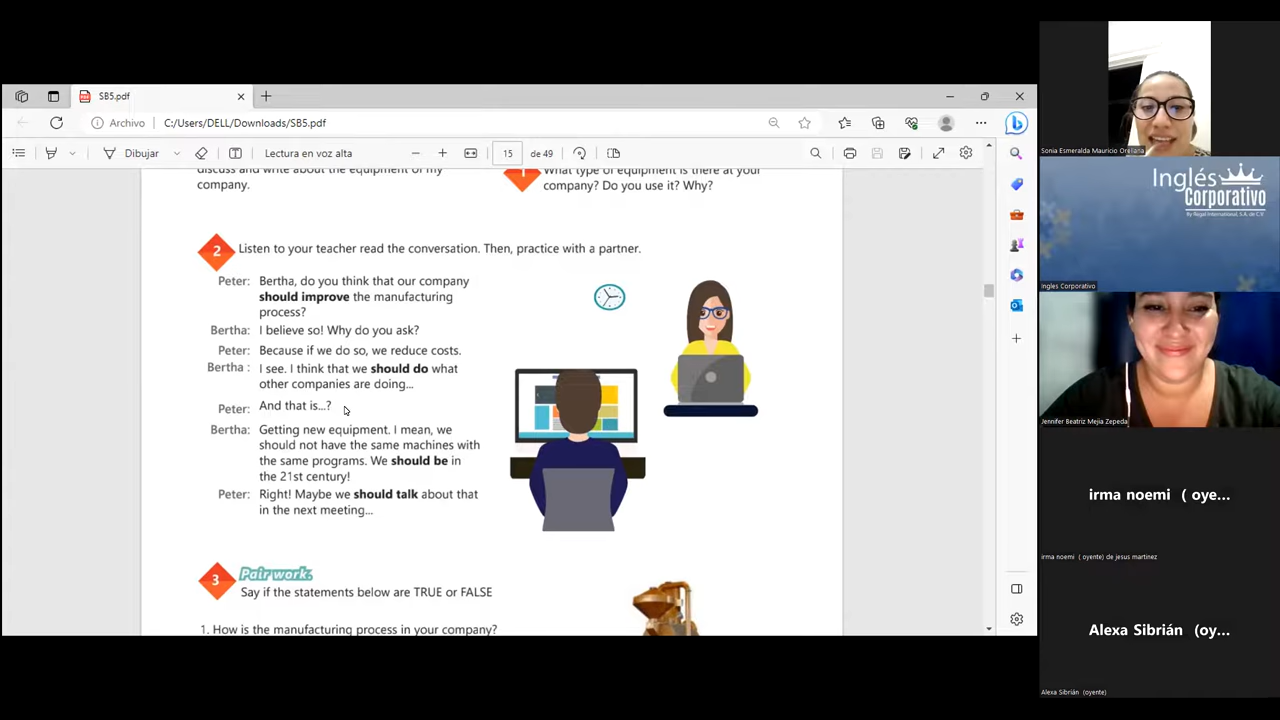 SB5.pdf
Archivo
C:/Users/DELL/Downloads/SB5.pdf
Dibujar
Lectura en voz alta
15
de 49
discuss and write about the equipment of my
company.
1
What type of equipment is there at your
company? Do you use it? Why?
2
Listen to your teacher read the conversation. Then, practice with a partner.
Peter: Bertha, do you think that our company
should improve the manufacturing
process?
Bertha: I believe so! Why do you ask?
Peter: Because if we do so, we reduce costs.
Bertha : I see. I think that we should do what
other companies are doing...
Peter: And that is...?
Bertha: Getting new equipment. I mean, we
should not have the same machines with
the same programs. We should be in
the 21st century!
Peter: Right! Maybe we should talk about that
in the next meeting...
3
Pair work.
Say if the statements below are TRUE or FALSE
1. How is the manufacturing process in your company?
Sonia Esmeralda Mauricio Orellana
Inglés
Corporativo
By Regal International, S.A. de C.V.
Ingles Corporativo
Jennifer Beatriz Mejia Zepeda
irma noemi ( oye...
irma noemi ( oyente) de jesus martinez
Alexa Sibrián (oy...
Alexa Sibrián (oyente)